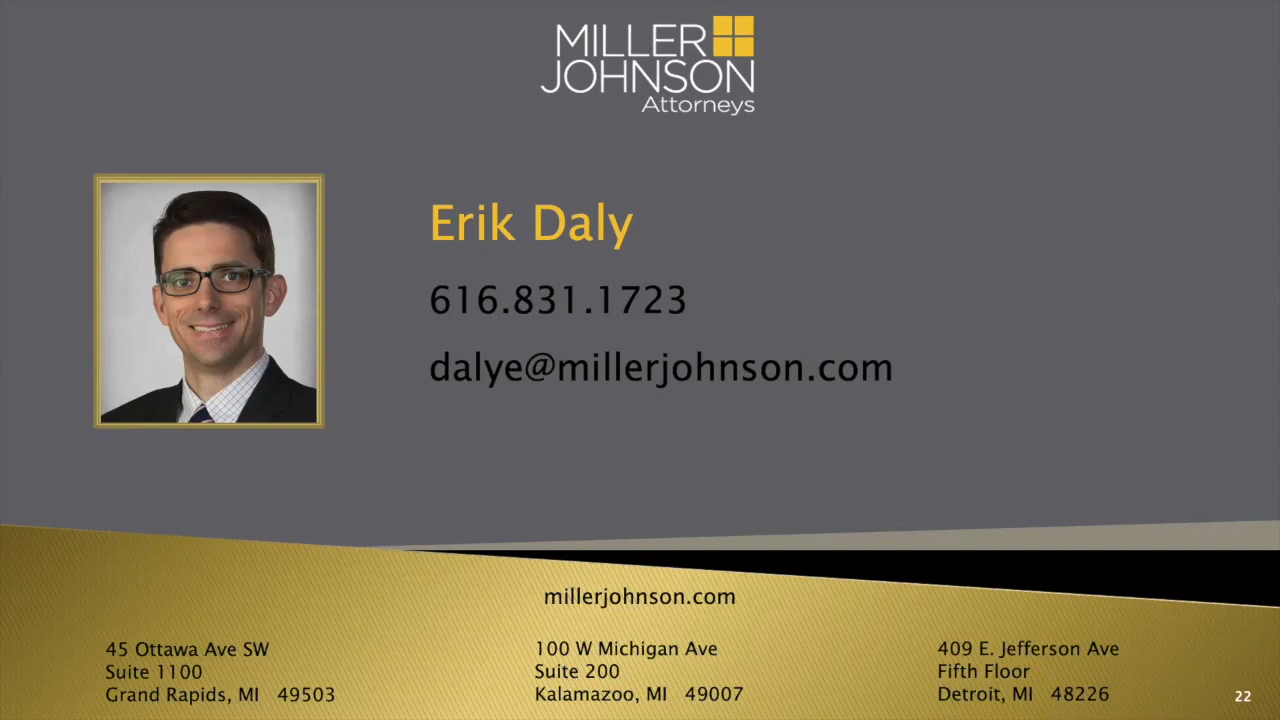 MILLER
JOHNSON
Attorneys
Erik Daly
616.831.1723
dalye@millerjohnson.com
millerjohnson.com
45 Ottawa Ave SW
Suite 1100
Grand Rapids, MI 49503
100 W Michigan Ave
Suite 200
Kalamazoo, MI 49007
409 E. Jefferson Ave
Fifth Floor
Detroit, MI 48226
22